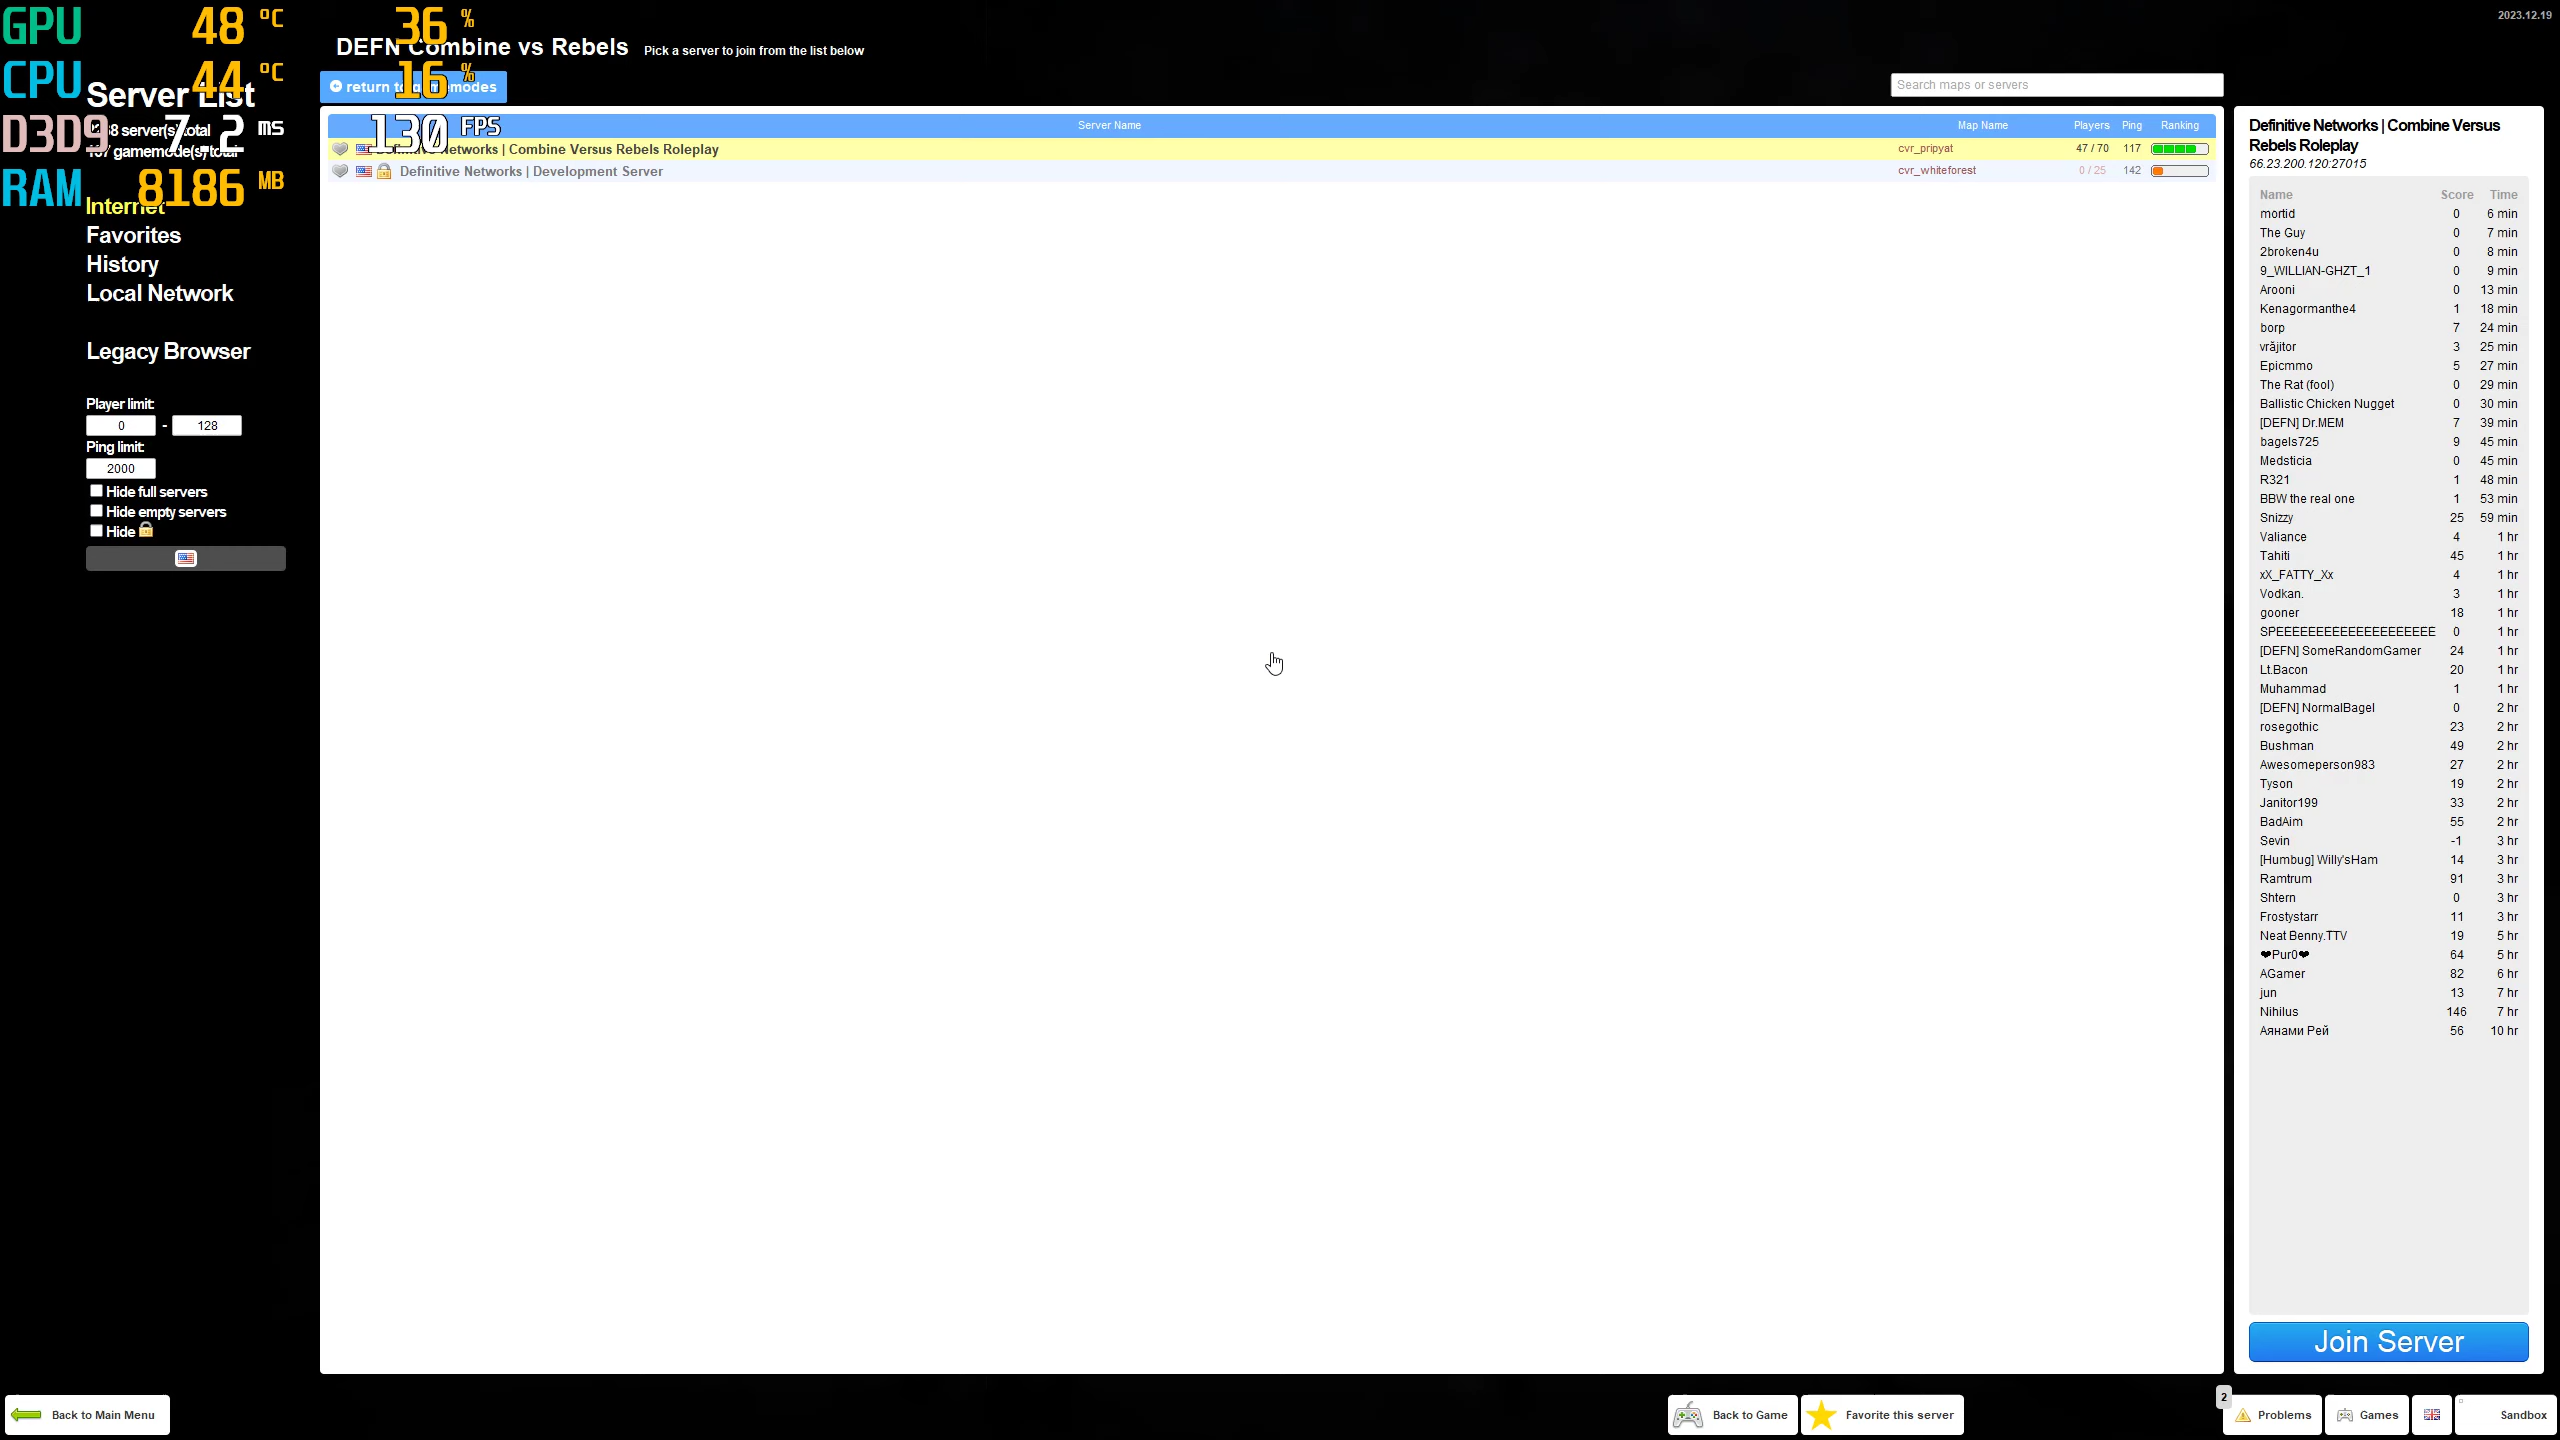 GPU 48 °C 36 %
CPU 44 °C 16 %
D3D9 7.2 ms 130 FPS
RAM 8186 MB
2023.12.19
DEFN Combine vs Rebels Pick a server to join from the list below
return to gamemodes
Search maps or servers
Server List
server(s) total
gamemode(s) total
Internet
Favorites
History
Local Network
Legacy Browser
Player limit:
0 - 128
Ping limit:
2000
Hide full servers
Hide empty servers
Hide
Server Name Map Name Players Ping Ranking
Definitive Networks | Combine Versus Rebels Roleplay cvr_pripyat 47 / 70 117
Definitive Networks | Development Server cvr_whiteforest 0 / 25 142
Definitive Networks | Combine Versus
Rebels Roleplay
66.23.200.120:27015
Name Score Time
mortid 0 6 min
The Guy 0 7 min
2broken4u 0 8 min
9_WILLIAN-GHZT_1 0 9 min
Arooni 0 13 min
Kenagormanthe4 1 18 min
borp 7 24 min
vrăjitor 3 25 min
Epicmmo 5 27 min
The Rat (fool) 0 29 min
Ballistic Chicken Nugget 0 30 min
[DEFN] Dr.MEM 7 39 min
bagels725 9 45 min
Medsticia 0 45 min
R321 1 48 min
BBW the real one 1 53 min
Snizzy 25 59 min
Valiance 4 1 hr
Tahiti 45 1 hr
xX_FATTY_Xx 4 1 hr
Vodkan. 3 1 hr
gooner 18 1 hr
SPEEEEEEEEEEEEEEEEEEEE 0 1 hr
[DEFN] SomeRandomGamer 24 1 hr
Lt.Bacon 20 1 hr
Muhammad 1 1 hr
[DEFN] NormalBagel 0 2 hr
rosegothic 23 2 hr
Bushman 49 2 hr
Awesomeperson983 27 2 hr
Tyson 19 2 hr
Janitor199 33 2 hr
BadAim 55 2 hr
Sevin -1 3 hr
[Humbug] Willy'sHam 14 3 hr
Ramtrum 91 3 hr
Shtern 0 3 hr
Frostystarr 11 3 hr
Neat Benny.TTV 19 5 hr
❤Pur0❤ 64 5 hr
AGamer 82 6 hr
jun 13 7 hr
Nihilus 146 7 hr
Аянами Рей 56 10 hr
Join Server
Back to Main Menu
Back to Game
Favorite this server
2
Problems
Games
Sandbox